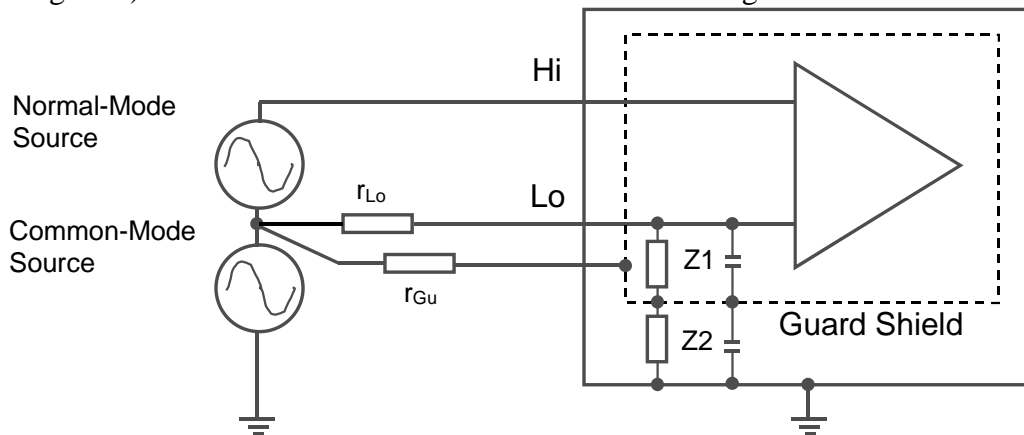 Hi
Normal-Mode
Source
rLo
Lo
Common-Mode
Source
Z1
rGu
Z2
Guard Shield